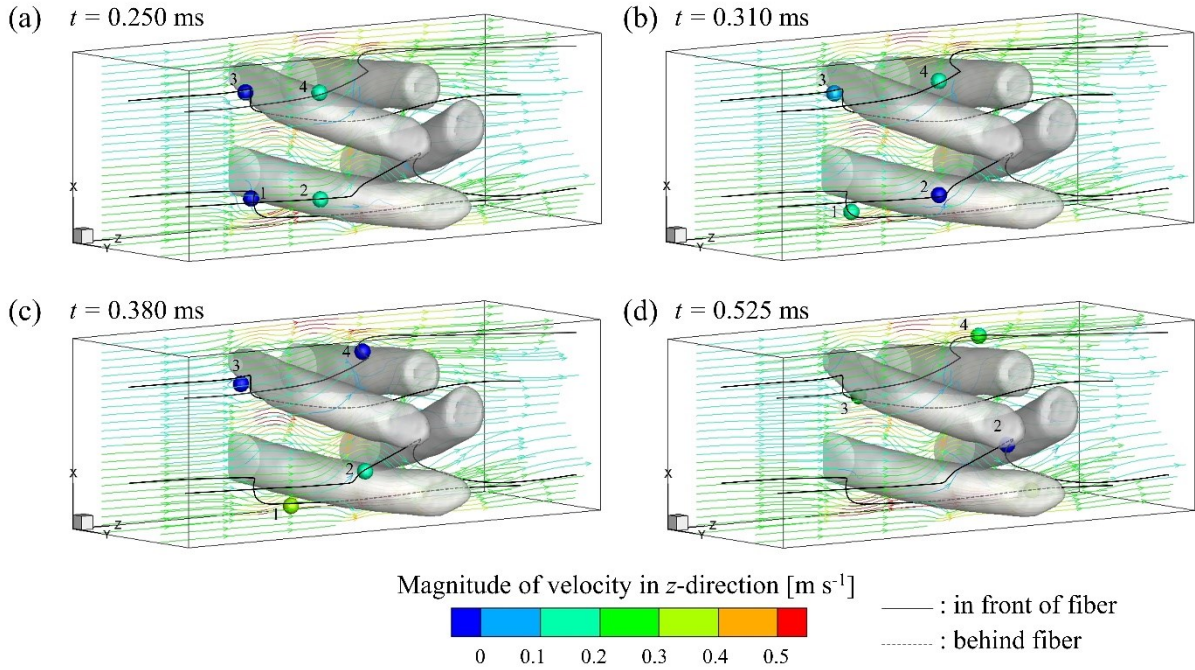 (a) t = 0.250 ms
3
4
1
2
X
Y Z
(b) t = 0.310 ms
3
4
2
1
X
Y Z
(c) t = 0.380 ms
4
3
2
1
X
Y Z
(d) t = 0.525 ms
4
3
2
X
Y Z
Magnitude of velocity in z-direction [m s⁻¹]
0 0.1 0.2 0.3 0.4 0.5
: in front of fiber
: behind fiber